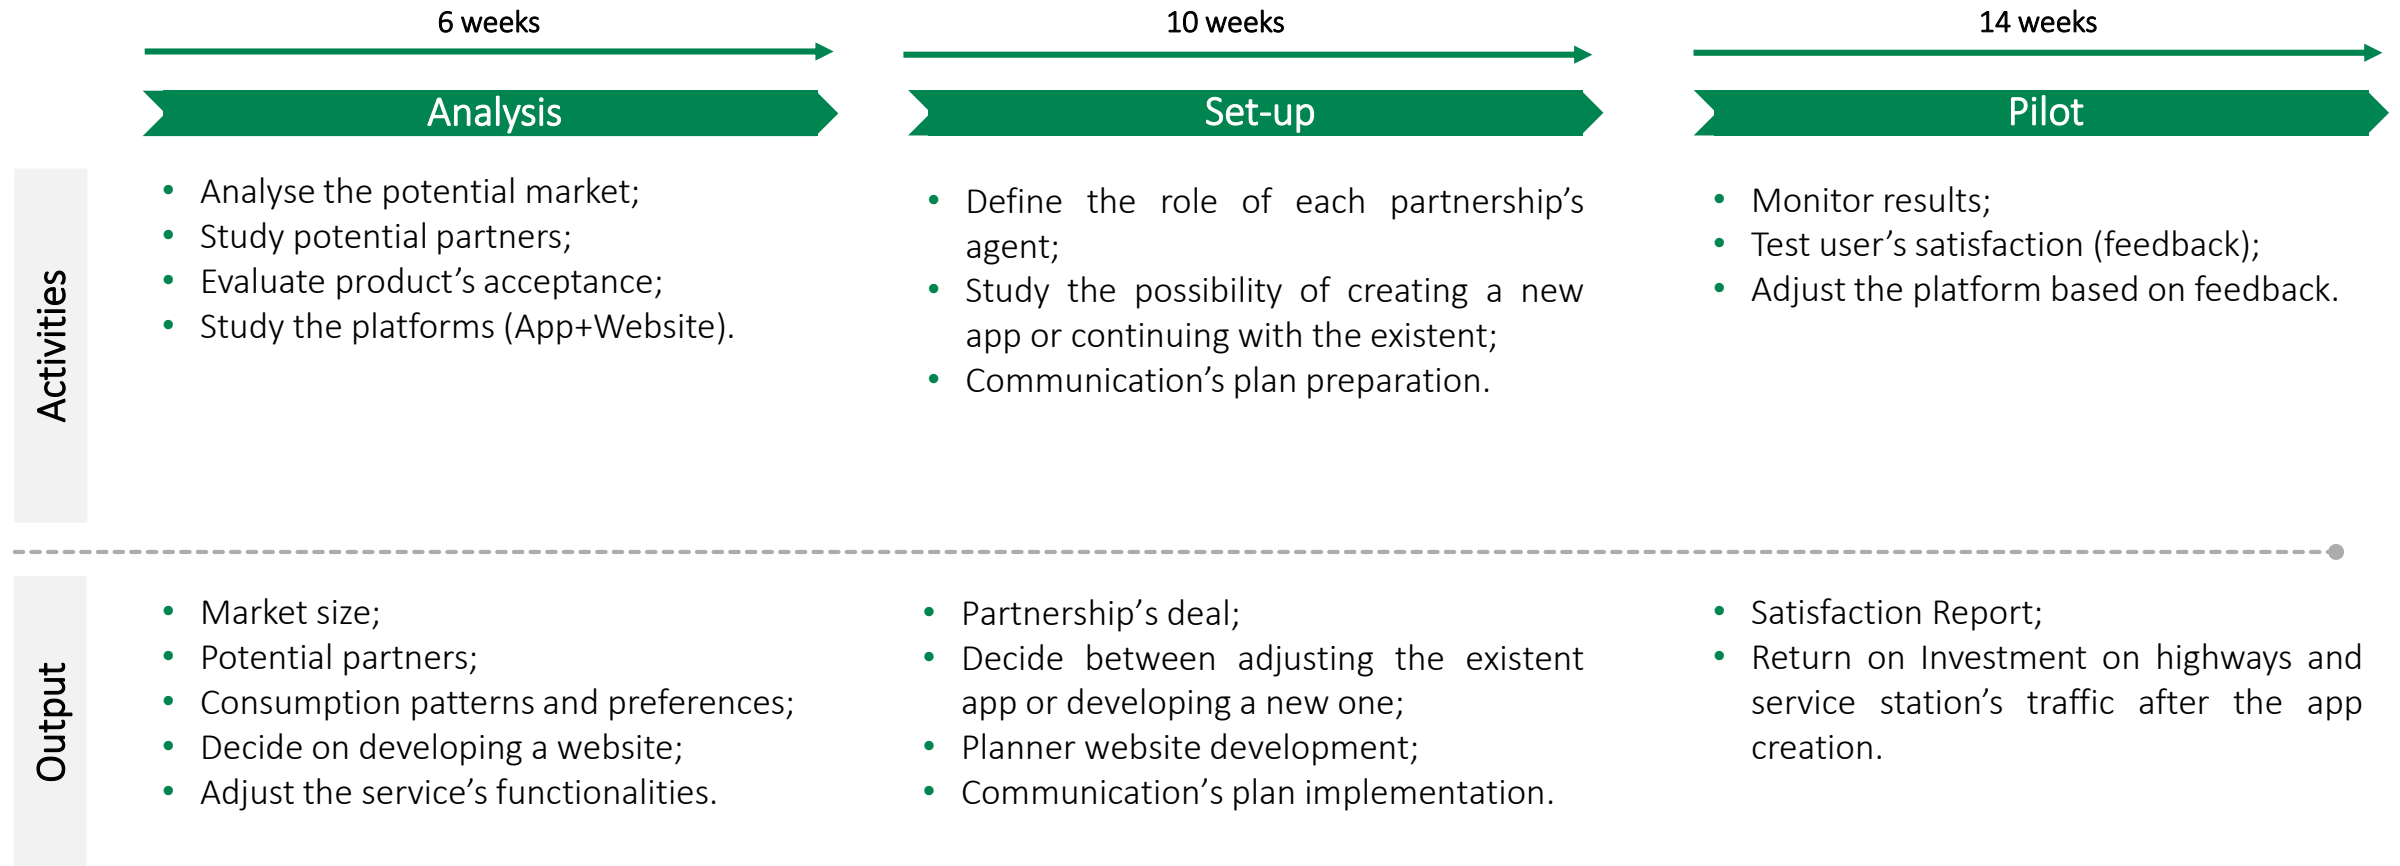 6 weeks
10 weeks
14 weeks
Analysis
Set-up
Pilot
Activities
• Analyse the potential market;
• Study potential partners;
• Evaluate product’s acceptance;
• Study the platforms (App+Website).
• Define the role of each partnership’s
agent;
• Study the possibility of creating a new
app or continuing with the existent;
• Communication’s plan preparation.
• Monitor results;
• Test user’s satisfaction (feedback);
• Adjust the platform based on feedback.
Output
• Market size;
• Potential partners;
• Consumption patterns and preferences;
• Decide on developing a website;
• Adjust the service’s functionalities.
• Partnership’s deal;
• Decide between adjusting the existent
app or developing a new one;
• Planner website development;
• Communication’s plan implementation.
• Satisfaction Report;
• Return on Investment on highways and
service station’s traffic after the app
creation.